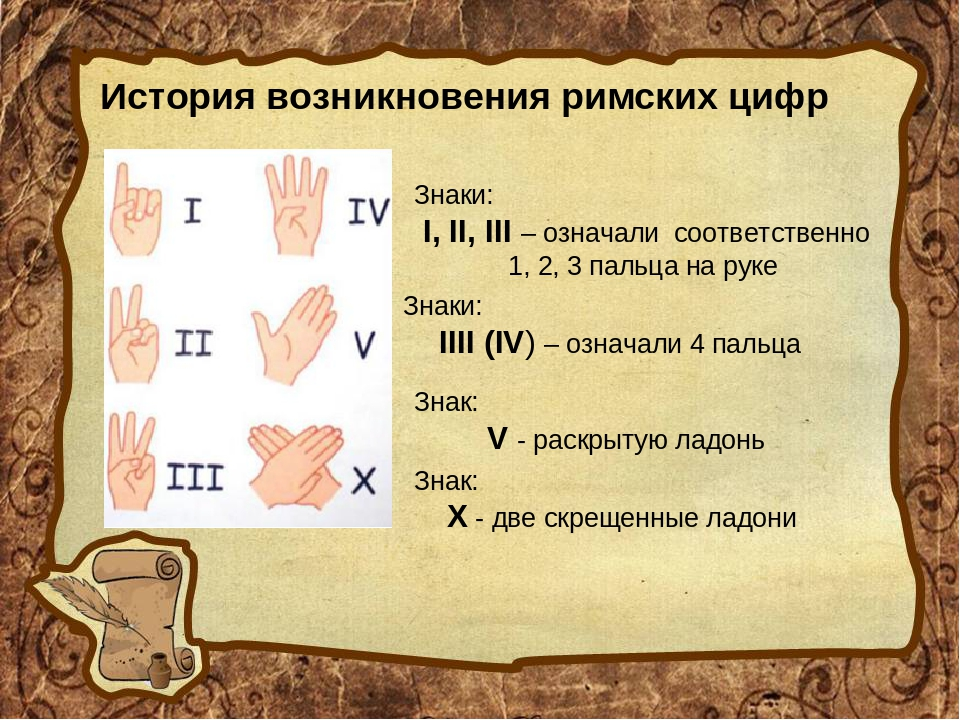 История возникновения римских цифр
I IV
II V
III X
Знаки:
I, II, III – означали соответственно
1, 2, 3 пальца на руке
Знаки:
IIII (IV) – означали 4 пальца
Знак:
V - раскрытую ладонь
Знак:
X - две скрещенные ладони